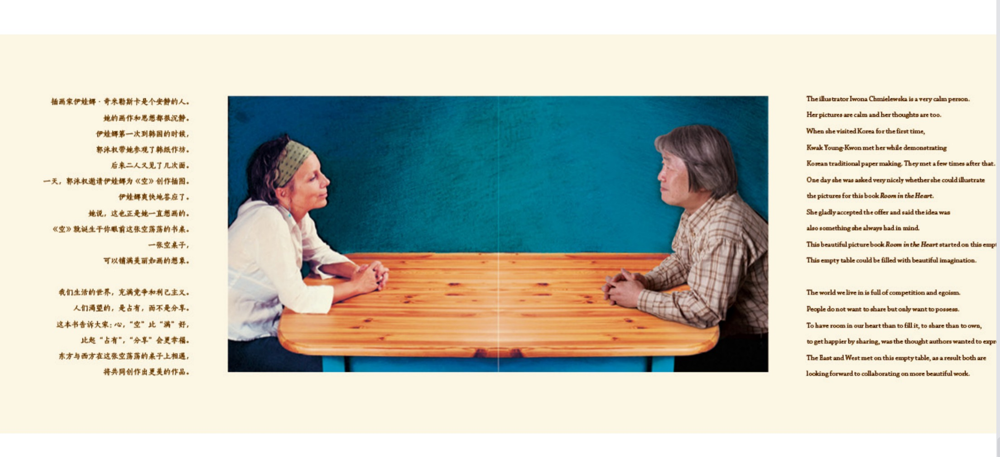 插画家伊娃娜·奇米勒斯卡是个安静的人。
她的画作和思想都很沉静。
伊娃娜第一次到韩国的时候，
郭泳权带她参观了韩纸作坊。
后来二人又见了几次面。
一天，郭泳权邀请伊娃娜为《空》创作插图。
伊娃娜爽快地答应了。
她说，这也正是她一直想画的。
《空》就诞生于你眼前这张空荡荡的书桌。
一张空桌子，
可以铺满美丽如画的想象。
我们生活的世界，充满竞争和利己主义。
人们渴望的，是占有，而不是分享。
这本书告诉大家：心，“空”比“满”好，
比起“占有”，“分享”会更幸福。
东方与西方在这张空荡荡的桌子上相遇，
将共同创作出更美的作品。
The illustrator Iwona Chmielewska is a very calm person.
Her pictures are calm and her thoughts are too.
When she visited Korea for the first time,
Kwak Young-Kwon met her while demonstrating
Korean traditional paper making. They met a few times after that.
One day she was asked very nicely whether she could illustrate
the pictures for this book Room in the Heart.
She gladly accepted the offer and said the idea was
also something she always had in mind.
This beautiful picture book Room in the Heart started on this
This empty table could be filled with beautiful imagination.
The world we live in is full of competition and egoism.
People do not want to share but only want to possess.
To have room in our heart than to fill it, to share than to own,
to get happier by sharing, was the thought authors wanted to
The East and West met on this empty table, as a result both are
looking forward to collaborating on more beautiful work.